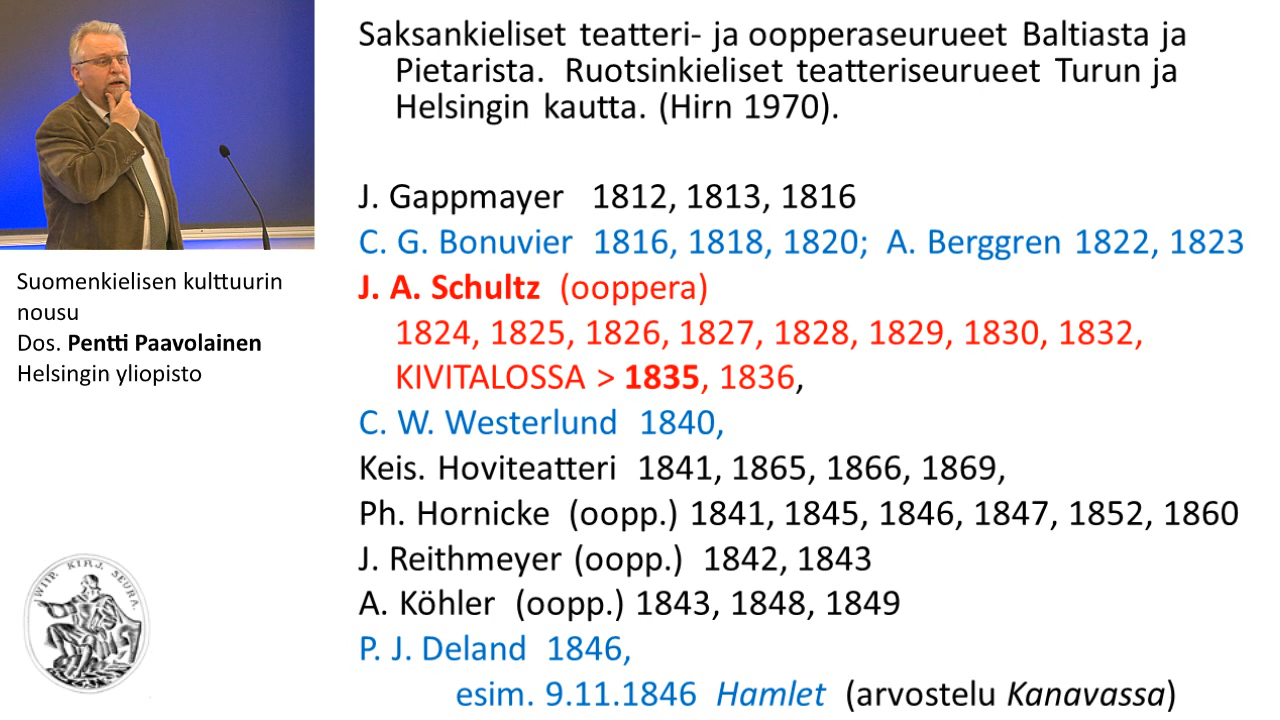 Saksankieliset teatteri- ja oopperaseurueet Baltiasta ja
Pietarista. Ruotsinkieliset teatteriseurueet Turun ja
Helsingin kautta. (Hirn 1970).
J. Gappmayer 1812, 1813, 1816
C. G. Bonuvier 1816, 1818, 1820; A. Berggren 1822, 1823
J. A. Schultz (ooppera)
1824, 1825, 1826, 1827, 1828, 1829, 1830, 1832,
KIVITALOSSA > 1835, 1836,
C. W. Westerlund 1840,
Keis. Hoviteatteri 1841, 1865, 1866, 1869,
Ph. Hornicke (oopp.) 1841, 1845, 1846, 1847, 1852, 1860
J. Reithmeyer (oopp.) 1842, 1843
A. Köhler (oopp.) 1843, 1848, 1849
P. J. Deland 1846,
esim. 9.11.1846 Hamlet (arvostelu Kanavassa)
Suomenkielisen kulttuurin
nousu
Dos. Pentti Paavolainen
Helsingin yliopisto
WIIP. KIRJ. SEURA.